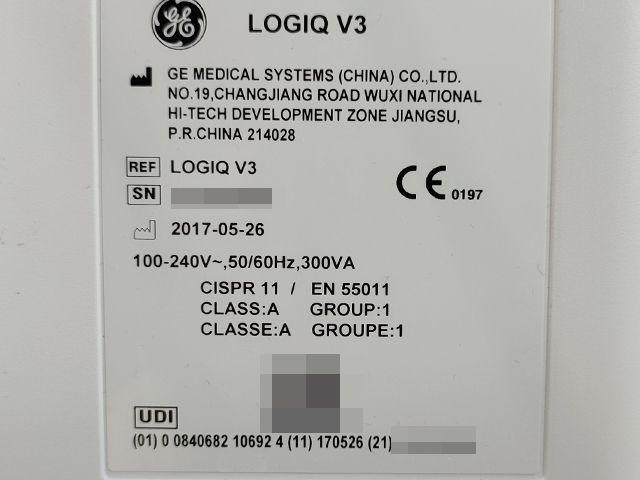 GE LOGIQ V3
GE MEDICAL SYSTEMS (CHINA) CO.,LTD.
NO.19,CHANGJIANG ROAD WUXI NATIONAL
HI-TECH DEVELOPMENT ZONE JIANGSU,
P.R.CHINA 214028
REF LOGIQ V3
SN
CE 0197
2017-05-26
100-240V~,50/60Hz,300VA
CISPR 11 / EN 55011
CLASS:A GROUP:1
CLASSE:A GROUPE:1
UDI
(01) 0 0840682 10692 4 (11) 170526 (21)